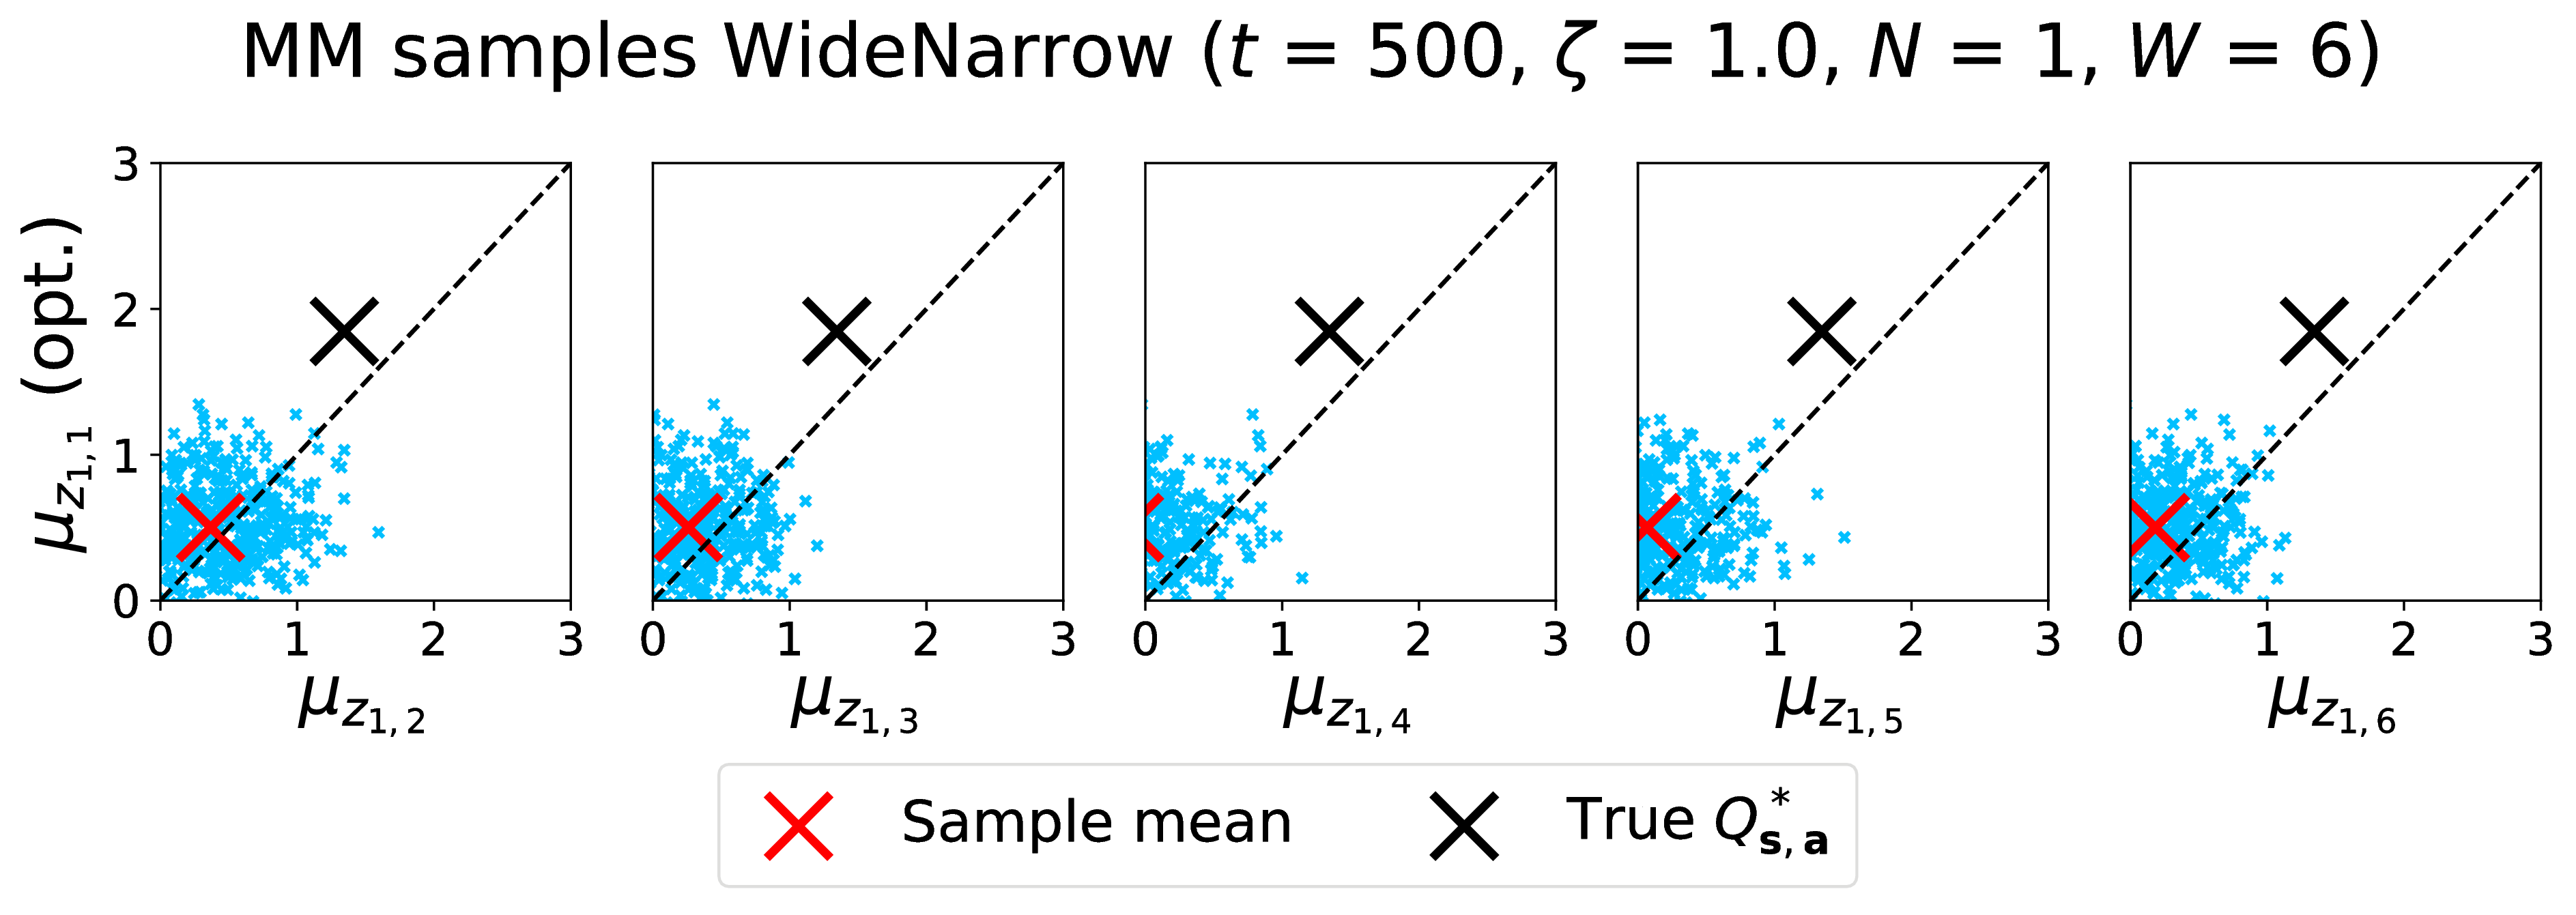 MM samples WideNarrow (t = 500, ζ = 1.0, N = 1, W = 6)
μ_{z_{1,1}} (opt.)
3
2
1
0
0 1 2 3
0 1 2 3
0 1 2 3
0 1 2 3
0 1 2 3
μ_{z_{1,2}}
μ_{z_{1,3}}
μ_{z_{1,4}}
μ_{z_{1,5}}
μ_{z_{1,6}}
Sample mean
True Q^*_{s,a}